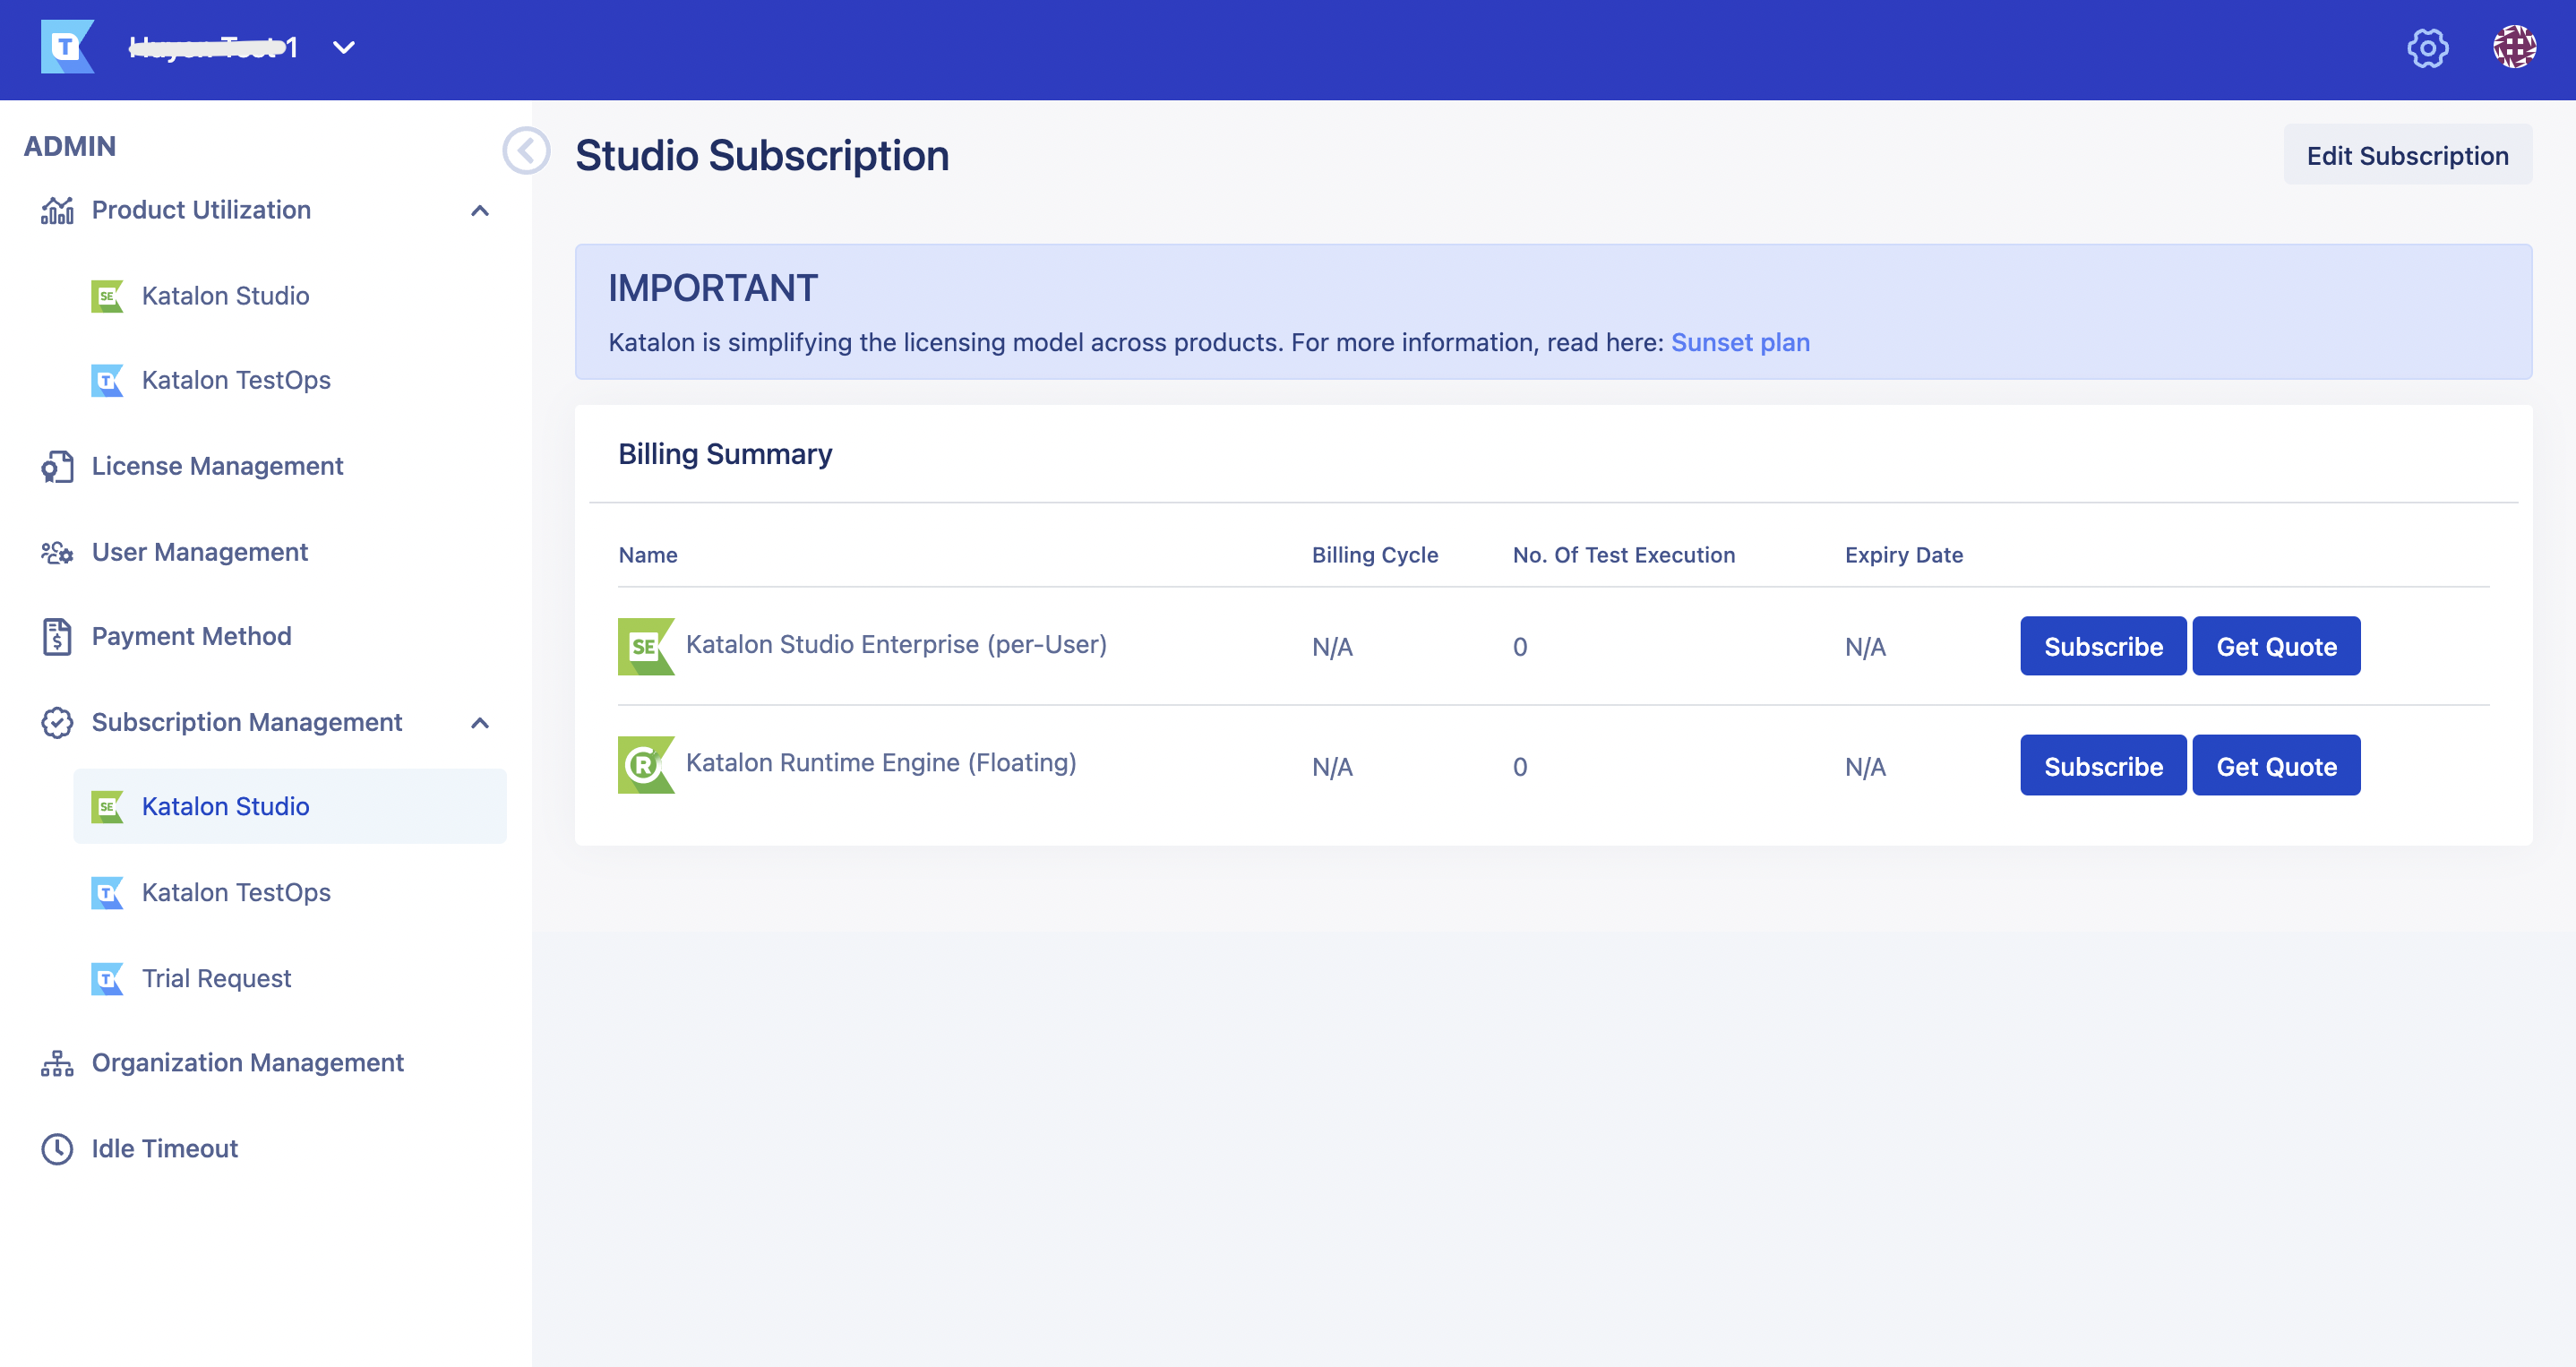 1
ADMIN
Product Utilization
Katalon Studio
Katalon TestOps
License Management
User Management
Payment Method
Subscription Management
Katalon Studio
Katalon TestOps
Trial Request
Organization Management
Idle Timeout
Studio Subscription
Edit Subscription
IMPORTANT
Katalon is simplifying the licensing model across products. For more information, read here: Sunset plan
Billing Summary
Name Billing Cycle No. Of Test Execution Expiry Date
SE Katalon Studio Enterprise (per-User) N/A 0 N/A Subscribe Get Quote
R Katalon Runtime Engine (Floating) N/A 0 N/A Subscribe Get Quote